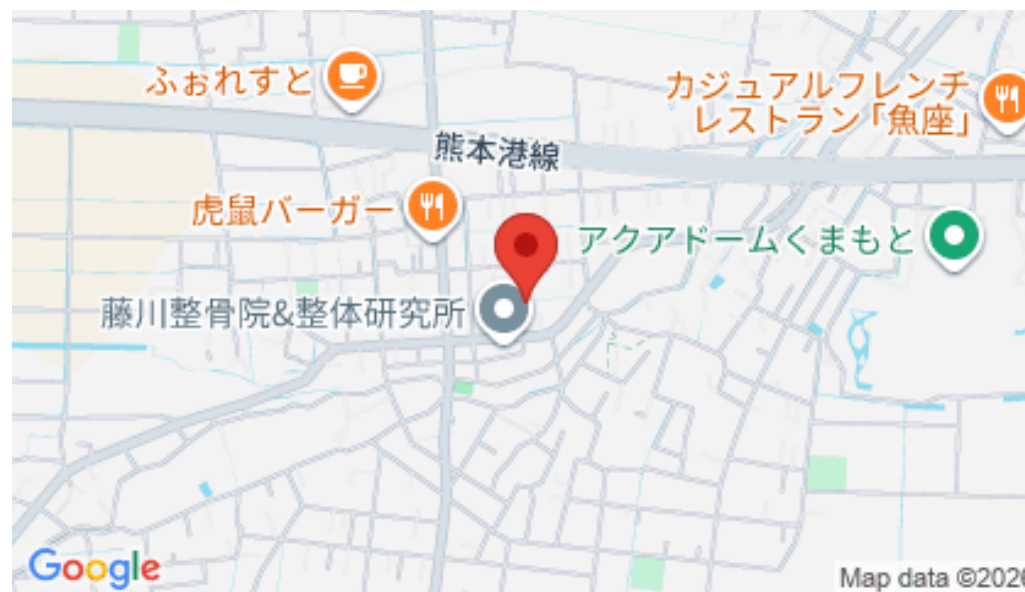 ふぉれすと
カジュアルフレンチ
レストラン「魚座」
熊本港線
虎鼠バーガー
アクアドームくまもと
藤川整骨院&整体研究所
Google
Map data ©2026